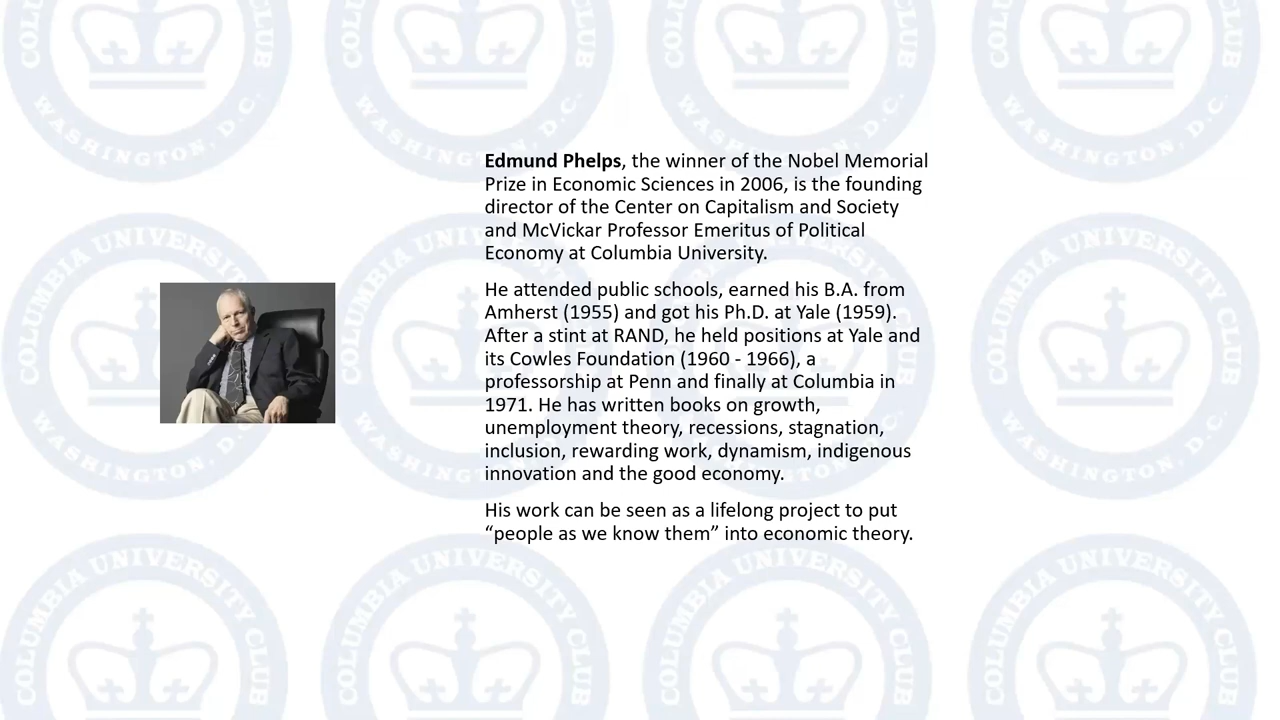 Edmund Phelps, the winner of the Nobel Memorial
Prize in Economic Sciences in 2006, is the founding
director of the Center on Capitalism and Society
and McVickar Professor Emeritus of Political
Economy at Columbia University.
He attended public schools, earned his B.A. from
Amherst (1955) and got his Ph.D. at Yale (1959).
After a stint at RAND, he held positions at Yale and
its Cowles Foundation (1960 - 1966), a
professorship at Penn and finally at Columbia in
1971. He has written books on growth,
unemployment theory, recessions, stagnation,
inclusion, rewarding work, dynamism, indigenous
innovation and the good economy.
His work can be seen as a lifelong project to put
“people as we know them” into economic theory.
COLUMBIA UNIVERSITY CLUB
WASHINGTON, D.C.